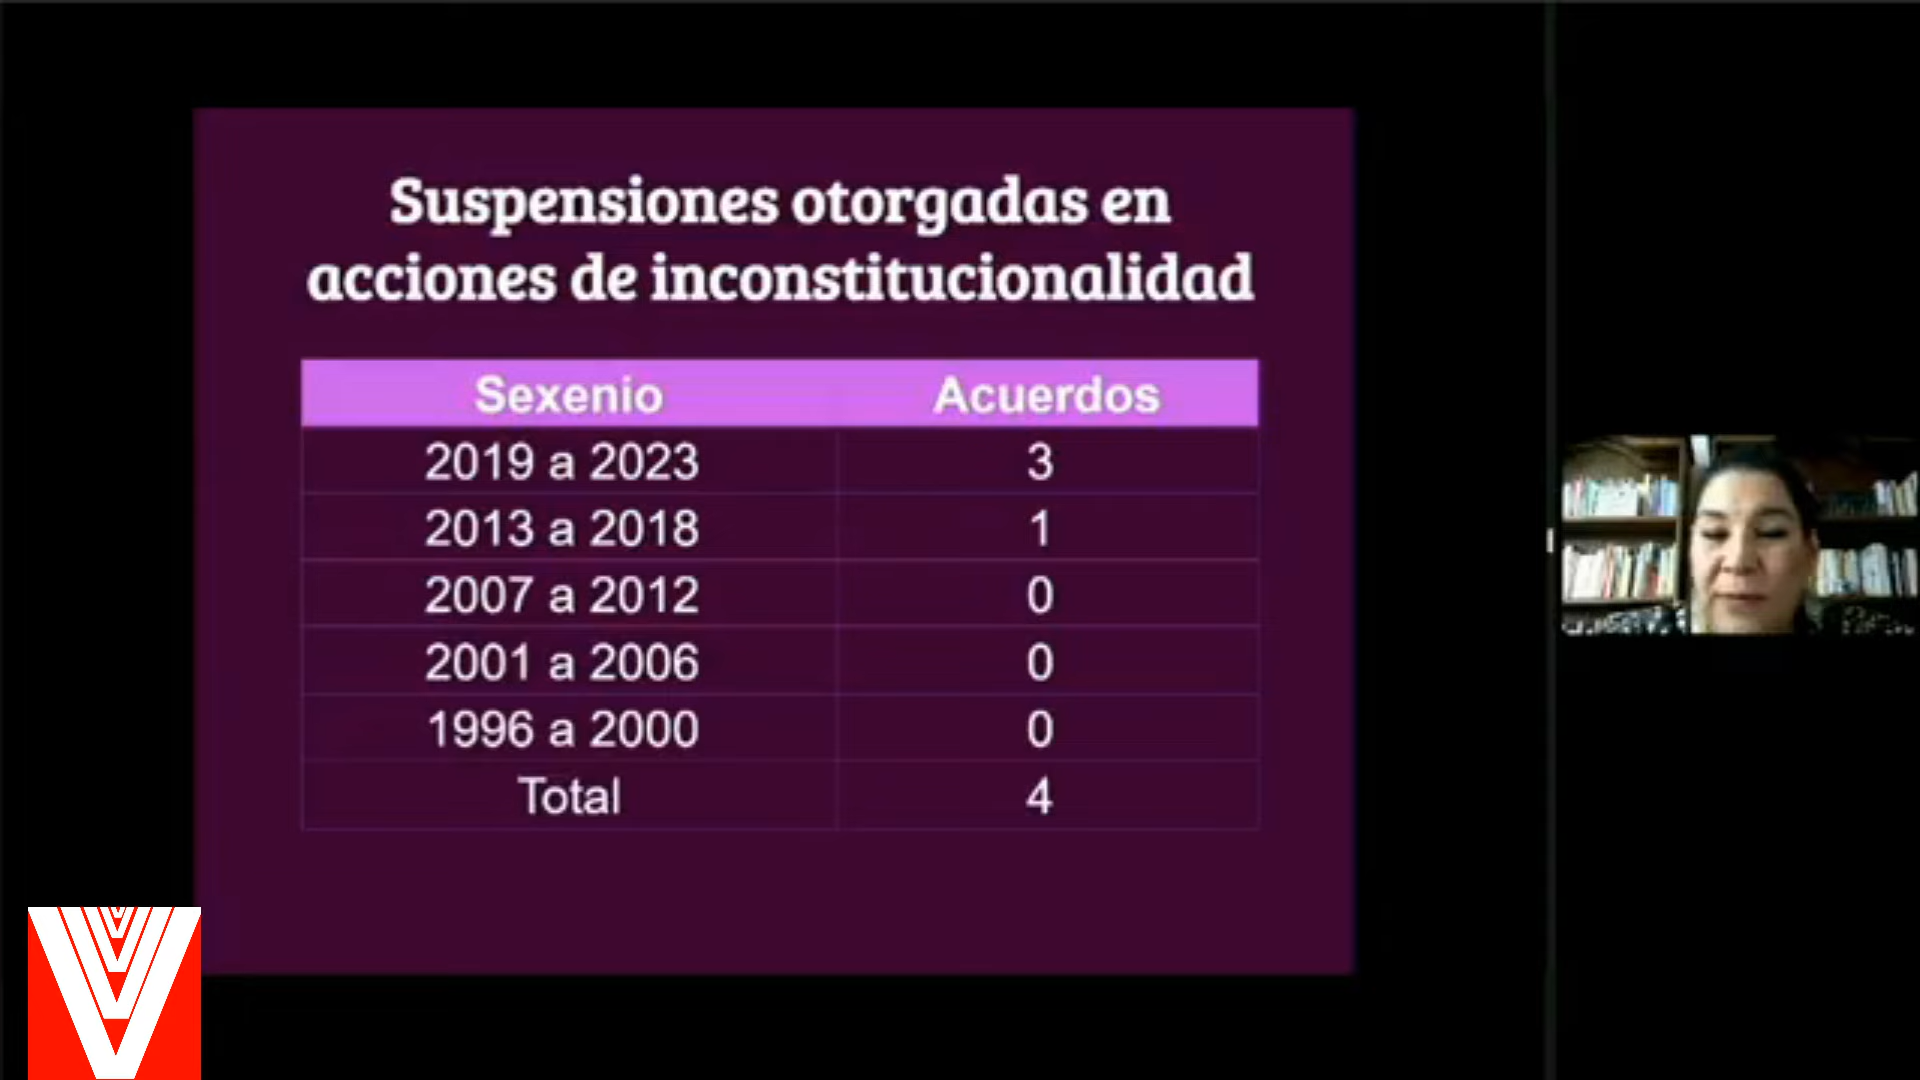 Suspensiones otorgadas en
acciones de inconstitucionalidad
Sexenio Acuerdos
2019 a 2023 3
2013 a 2018 1
2007 a 2012 0
2001 a 2006 0
1996 a 2000 0
Total 4